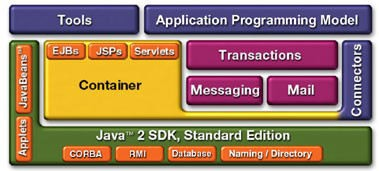 Tools
Application Programming Model
EJBs
JSPs
Servlets
Transactions
JavaBeans™
Container
Messaging
Mail
Connectors
Applets
Java™ 2 SDK, Standard Edition
CORBA
RMI
Database
Naming / Directory